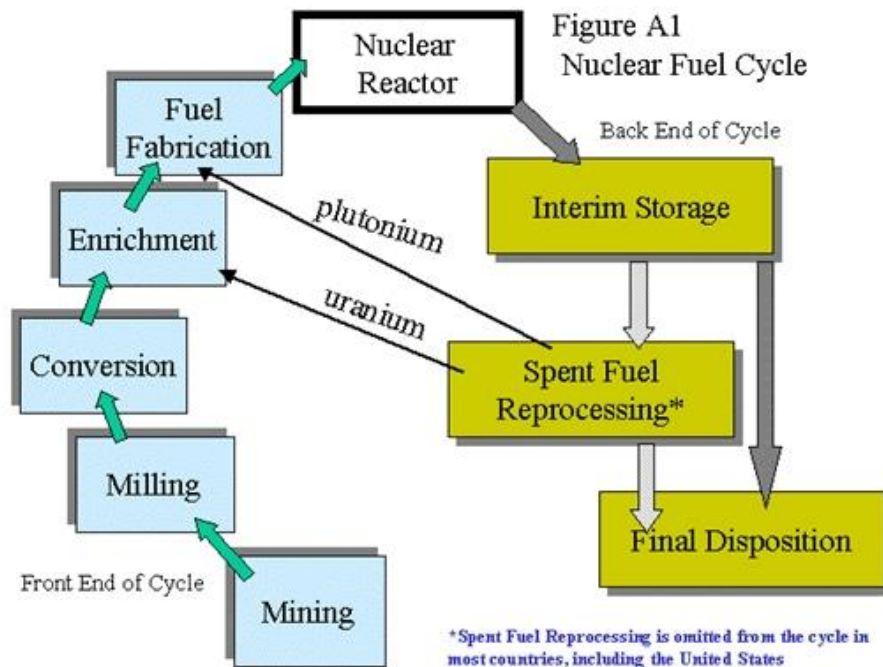 Figure A1
Nuclear Fuel Cycle
Nuclear
Reactor
Back End of Cycle
Fuel
Fabrication
Interim Storage
plutonium
Enrichment
uranium
Conversion
Spent Fuel
Reprocessing*
Milling
Final Disposition
Front End of Cycle
Mining
*Spent Fuel Reprocessing is omitted from the cycle in
most countries, including the United States